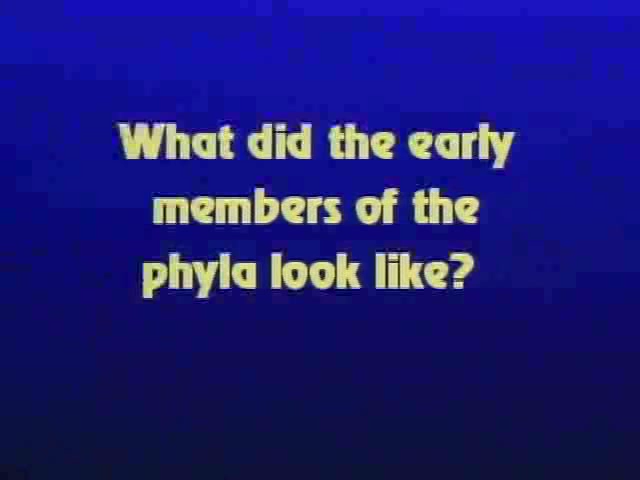 What did the early
members of the
phyla look like?